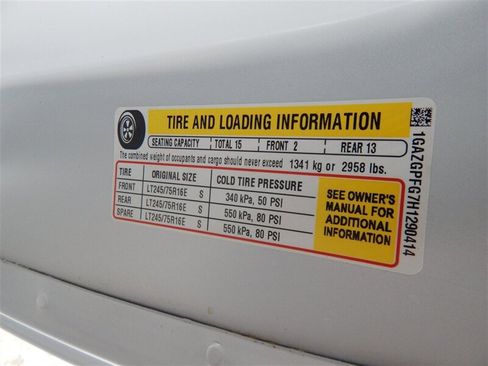 TIRE AND LOADING INFORMATION
SEATING CAPACITY TOTAL 15 FRONT 2 REAR 13
The combined weight of occupants and cargo should never exceed 1341 kg or 2958 lbs.
TIRE ORIGINAL SIZE COLD TIRE PRESSURE
FRONT LT245/75R16E S 340 kPa, 50 PSI
REAR LT245/75R16E S 550 kPa, 80 PSI
SPARE LT245/75R16E S 550 kPa, 80 PSI
SEE OWNER'S
MANUAL FOR
ADDITIONAL
INFORMATION
1GAZGPFG7H1290414